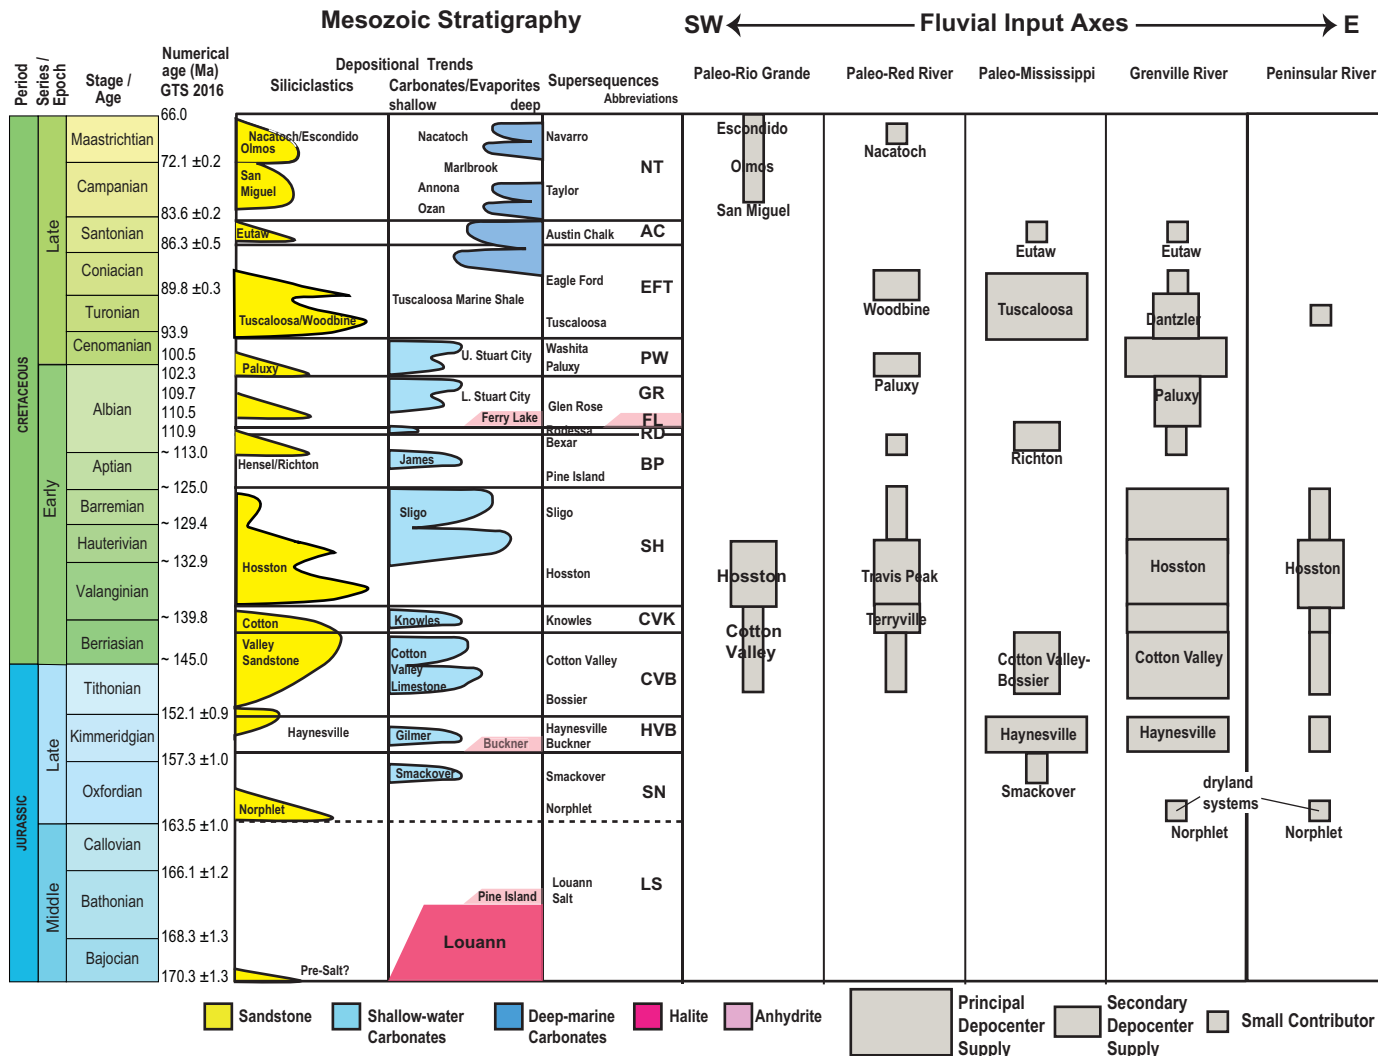 Mesozoic Stratigraphy
SW
Fluvial Input Axes
E
Period
Series /
Epoch
Stage /
Age
Numerical
age (Ma)
GTS 2016
Depositional Trends
Siliciclastics
Carbonates/Evaporites
shallow
deep
Supersequences
Abbreviations
Paleo-Rio Grande
Paleo-Red River
Paleo-Mississippi
Grenville River
Peninsular River
CRETACEOUS
JURASSIC
Late
Early
Late
Middle
Maastrichtian
Campanian
Santonian
Coniacian
Turonian
Cenomanian
Albian
Aptian
Barremian
Hauterivian
Valanginian
Berriasian
Tithonian
Kimmeridgian
Oxfordian
Callovian
Bathonian
Bajocian
66.0
72.1 ±0.2
83.6 ±0.2
86.3 ±0.5
89.8 ±0.3
93.9
100.5
102.3
109.7
110.5
110.9
~ 113.0
~ 125.0
~ 129.4
~ 132.9
~ 139.8
~ 145.0
152.1 ±0.9
157.3 ±1.0
163.5 ±1.0
166.1 ±1.2
168.3 ±1.3
170.3 ±1.3
Nacatoch/Escondido
Olmos
San
Miguel
Eutaw
Tuscaloosa/Woodbine
Paluxy
Hensel/Richton
Hosston
Cotton
Valley
Sandstone
Haynesville
Norphlet
Pre-Salt?
Nacatoch
Marlbrook
Annona
Ozan
Tuscaloosa Marine Shale
U. Stuart City
L. Stuart City
Ferry Lake
James
Sligo
Knowles
Cotton
Valley
Limestone
Gilmer
Buckner
Smackover
Pine Island
Louann
Navarro
Taylor
Austin Chalk
Eagle Ford
Tuscaloosa
Washita
Paluxy
Glen Rose
Rodessa
Bexar
Pine Island
Sligo
Hosston
Knowles
Cotton Valley
Bossier
Haynesville
Buckner
Smackover
Norphlet
Louann
Salt
NT
AC
EFT
PW
GR
FL
RD
BP
SH
CVK
CVB
HVB
SN
LS
Escondido
Olmos
San Miguel
Hosston
Cotton
Valley
Nacatoch
Woodbine
Paluxy
Travis Peak
Terryville
Eutaw
Tuscaloosa
Richton
Cotton Valley-
Bossier
Haynesville
Smackover
Eutaw
Dantzler
Paluxy
Hosston
Cotton Valley
Haynesville
dryland
systems
Norphlet
Hosston
Norphlet
Sandstone
Shallow-water
Carbonates
Deep-marine
Carbonates
Halite
Anhydrite
Principal
Depocenter
Supply
Secondary
Depocenter
Supply
Small Contributor